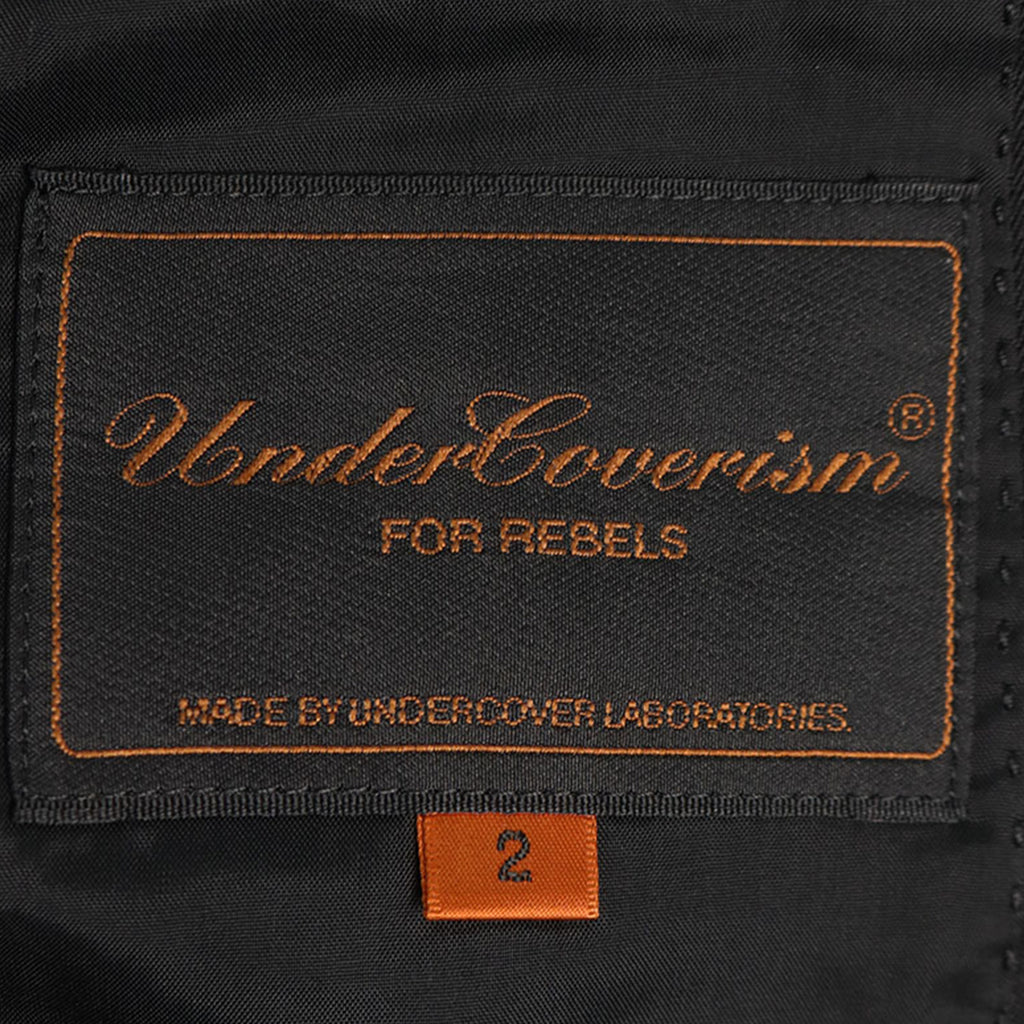 UnderCoverism®
FOR REBELS
MADE BY UNDERCOVER LABORATORIES.
2